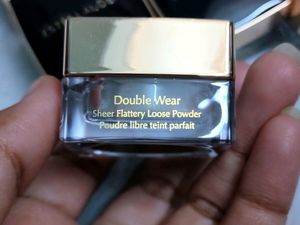 Double Wear
Sheer Flattery Loose Powder
Poudre libre teint parfait